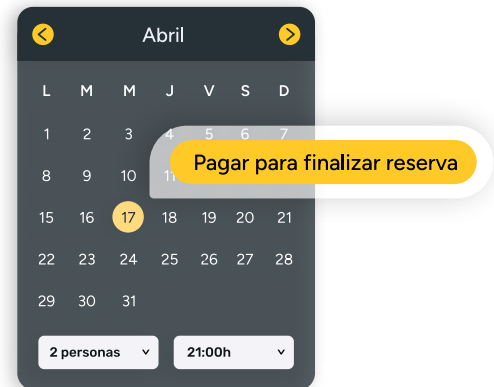 Abril
L M M J V S D
1 2 3 4 5 6 7
Pagar para finalizar reserva
8 9 10 11
15 16 17 18 19 20 21
22 23 24 25 26 27 28
29 30 31
2 personas
21:00h